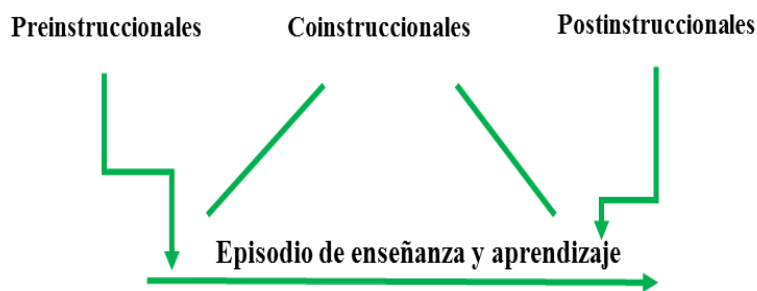 Preinstruccionales
Coinstruccionales
Postinstruccionales
Episodio de enseñanza y aprendizaje